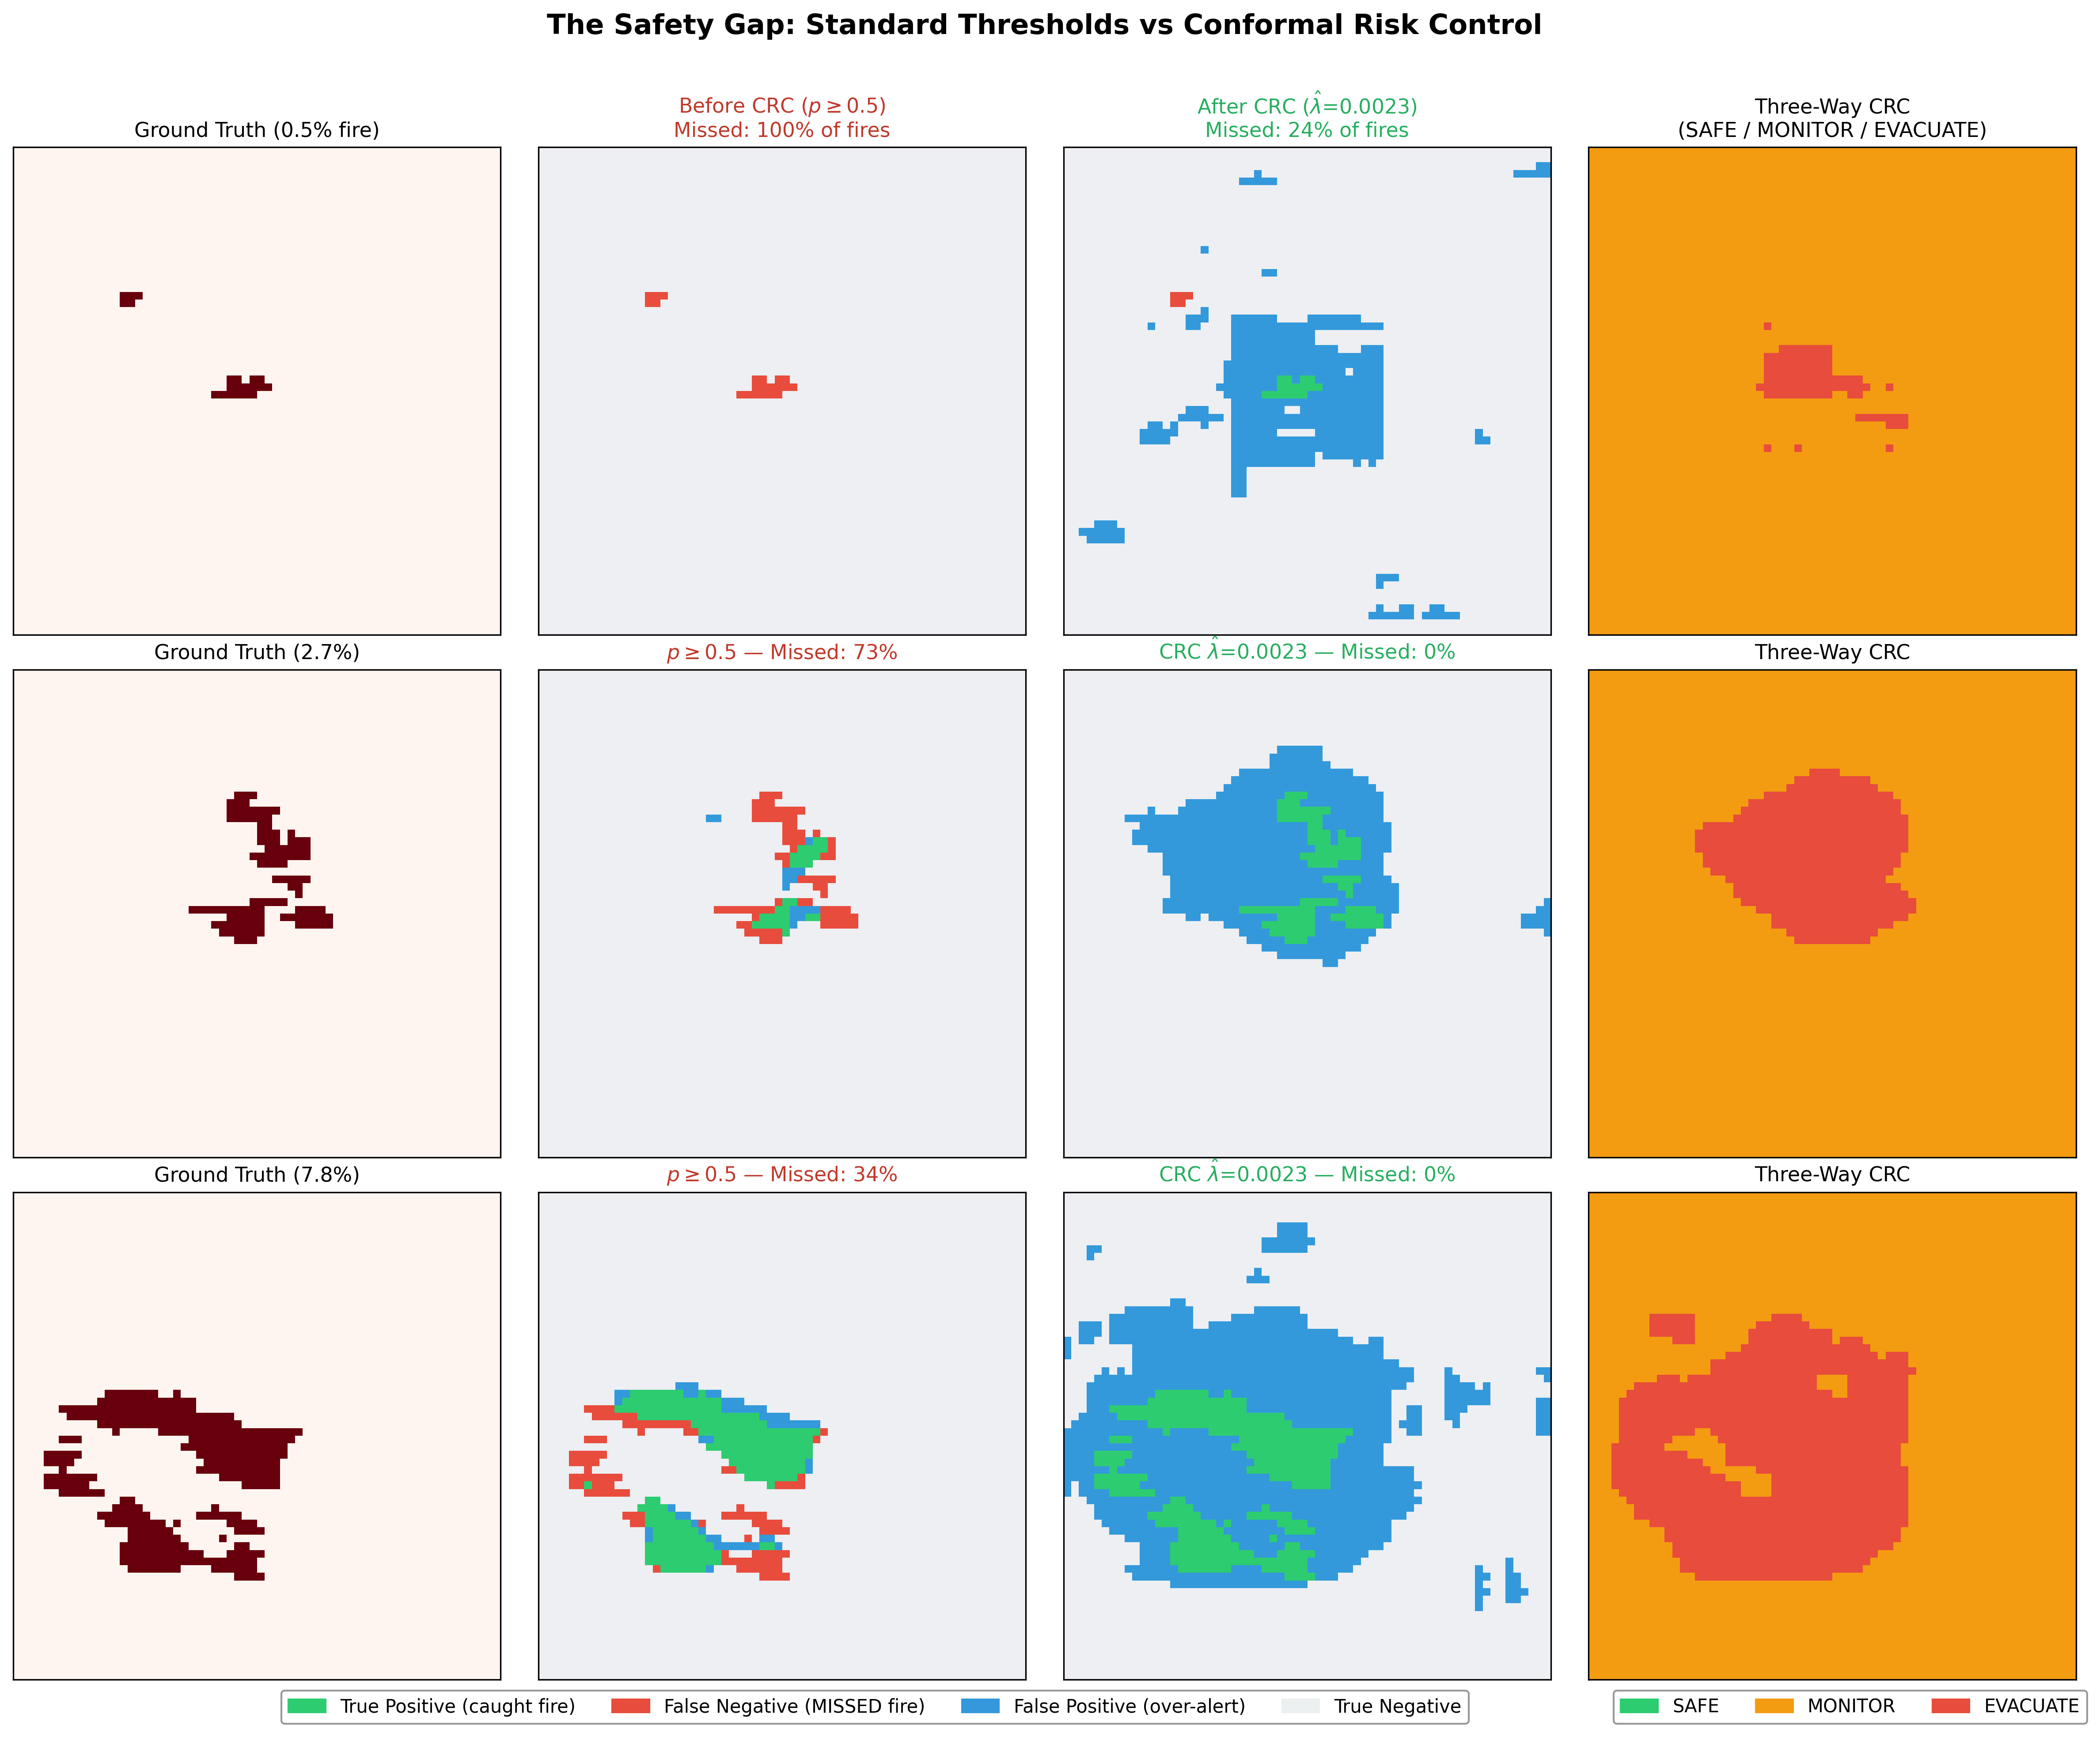 The Safety Gap: Standard Thresholds vs Conformal Risk Control
Ground Truth (0.5% fire)
Before CRC (p ≥ 0.5)
Missed: 100% of fires
After CRC (λ̂=0.0023)
Missed: 24% of fires
Three-Way CRC
(SAFE / MONITOR / EVACUATE)
Ground Truth (2.7%)
p ≥ 0.5 — Missed: 73%
CRC λ̂=0.0023 — Missed: 0%
Three-Way CRC
Ground Truth (7.8%)
p ≥ 0.5 — Missed: 34%
CRC λ̂=0.0023 — Missed: 0%
Three-Way CRC
True Positive (caught fire)
False Negative (MISSED fire)
False Positive (over-alert)
True Negative
SAFE
MONITOR
EVACUATE